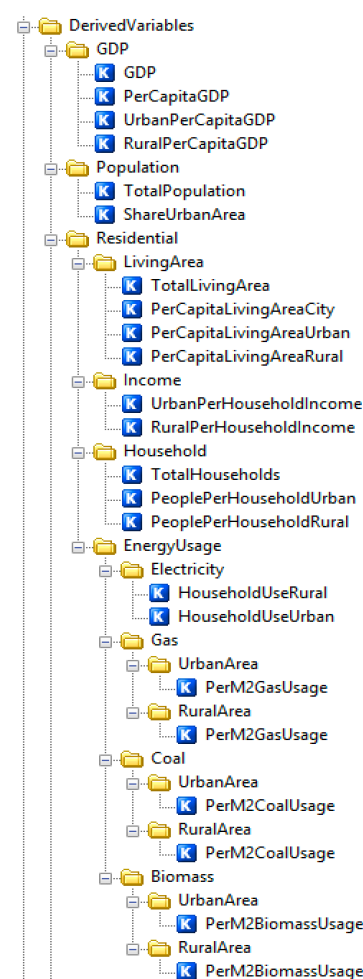 DerivedVariables
GDP
K GDP
K PerCapitaGDP
K UrbanPerCapitaGDP
K RuralPerCapitaGDP
Population
K TotalPopulation
K ShareUrbanArea
Residential
LivingArea
K TotalLivingArea
K PerCapitaLivingAreaCity
K PerCapitaLivingAreaUrban
K PerCapitaLivingAreaRural
Income
K UrbanPerHouseholdIncome
K RuralPerHouseholdIncome
Household
K TotalHouseholds
K PeoplePerHouseholdUrban
K PeoplePerHouseholdRural
EnergyUsage
Electricity
K HouseholdUseRural
K HouseholdUseUrban
Gas
UrbanArea
K PerM2GasUsage
RuralArea
K PerM2GasUsage
Coal
UrbanArea
K PerM2CoalUsage
RuralArea
K PerM2CoalUsage
Biomass
UrbanArea
K PerM2BiomassUsage
RuralArea
K PerM2BiomassUsage